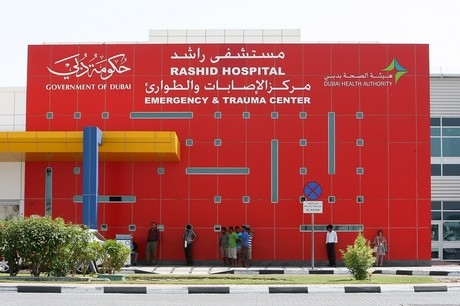 حكومة دبي
GOVERNMENT OF DUBAI
مستشفى راشد
RASHID HOSPITAL
مركز الإصابات والطوارئ
EMERGENCY & TRAUMA CENTER
هيئة الصحة بدبي
DUBAI HEALTH AUTHORITY